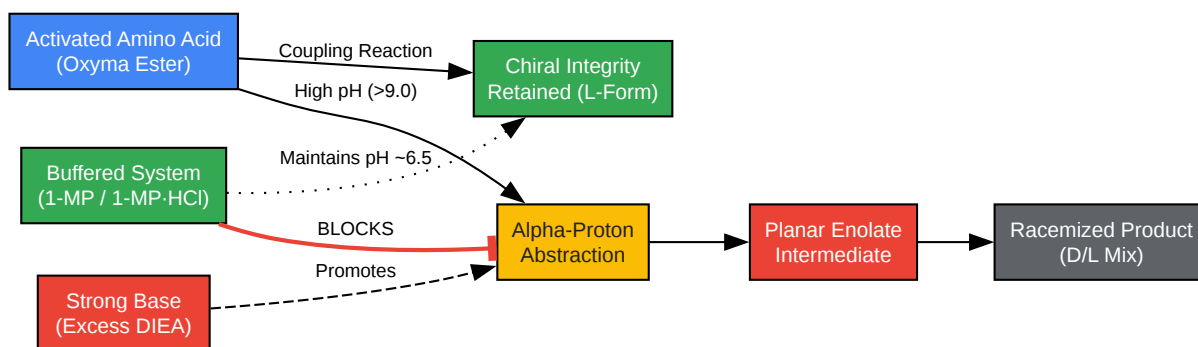 Activated Amino Acid
(Oxyma Ester)
Coupling Reaction
Chiral Integrity
Retained (L-Form)
High pH (>9.0)
Buffered System
(1-MP / 1-MP·HCl)
Maintains pH ~6.5
BLOCKS
Alpha-Proton
Abstraction
Planar Enolate
Intermediate
Racemized Product
(D/L Mix)
Promotes
Strong Base
(Excess DIEA)